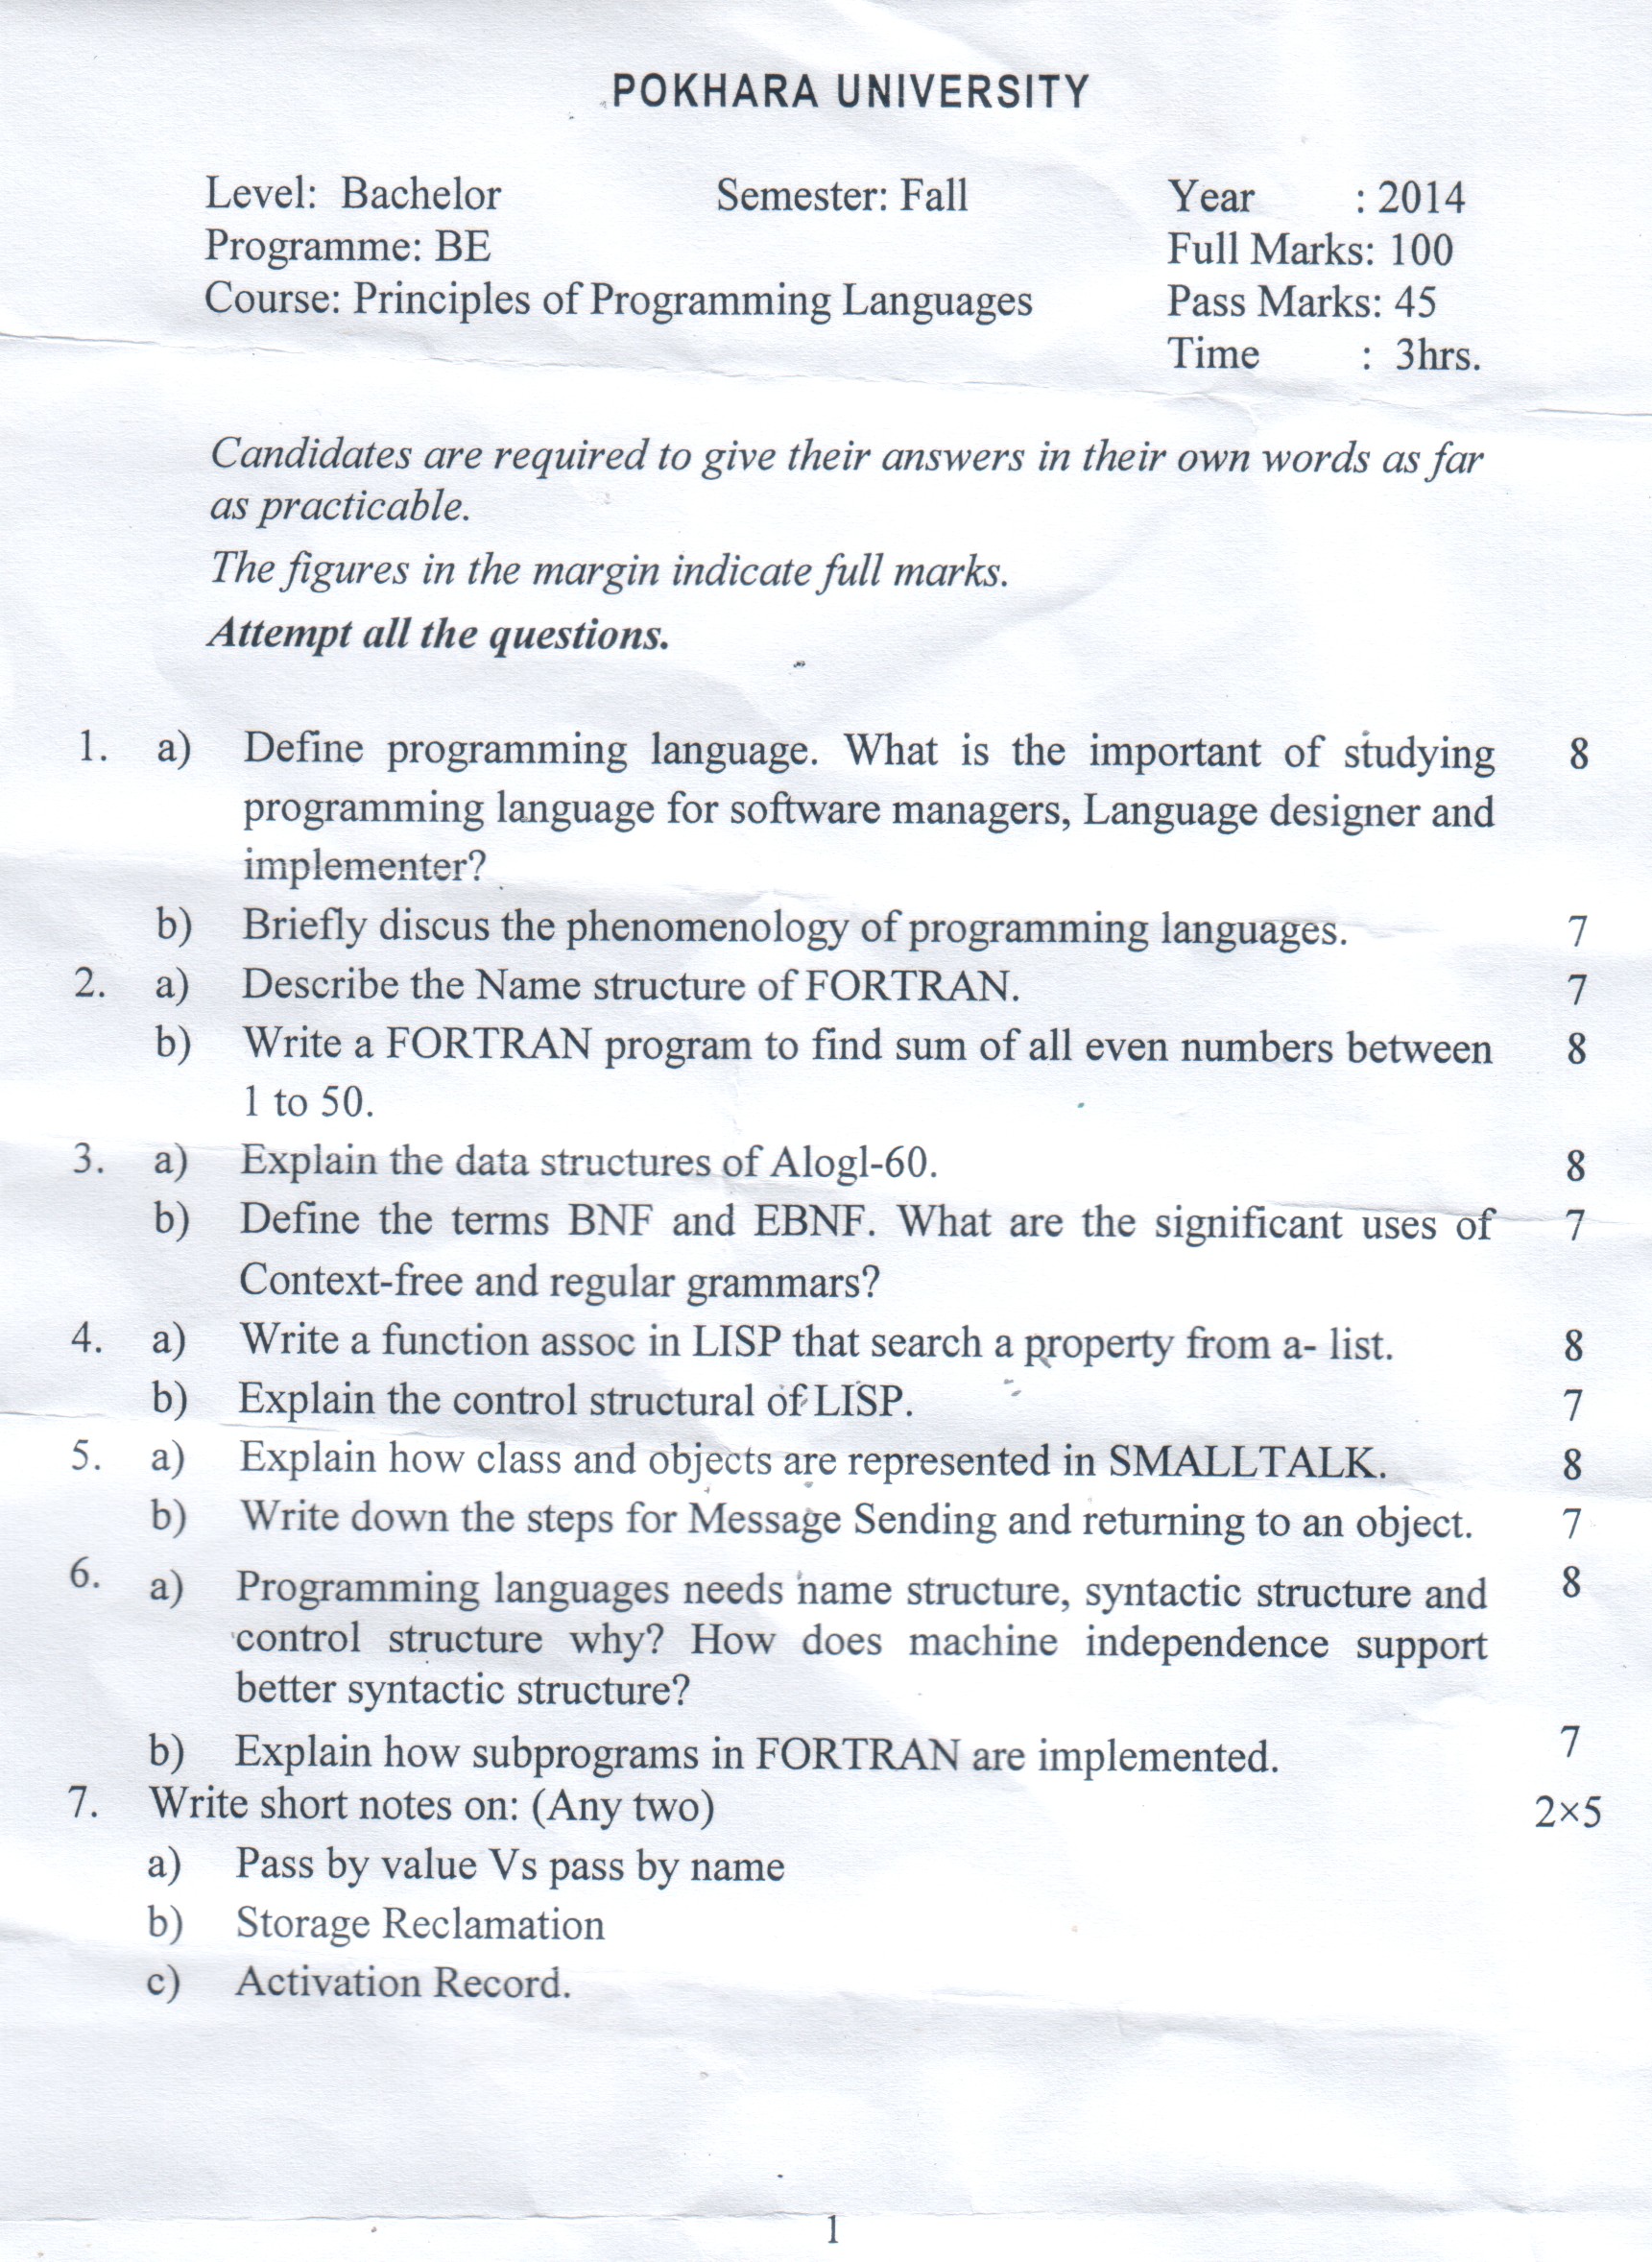 POKHARA UNIVERSITY
Level: Bachelor Semester: Fall Year : 2014
Programme: BE Full Marks: 100
Course: Principles of Programming Languages Pass Marks: 45
Time : 3hrs.
Candidates are required to give their answers in their own words as far
as practicable.
The figures in the margin indicate full marks.
Attempt all the questions.
1. a) Define programming language. What is the important of studying 8
programming language for software managers, Language designer and
implementer?
b) Briefly discus the phenomenology of programming languages. 7
2. a) Describe the Name structure of FORTRAN. 7
b) Write a FORTRAN program to find sum of all even numbers between 8
1 to 50.
3. a) Explain the data structures of Alogl-60. 8
b) Define the terms BNF and EBNF. What are the significant uses of 7
Context-free and regular grammars?
4. a) Write a function assoc in LISP that search a property from a- list. 8
b) Explain the control structural of LISP. 7
5. a) Explain how class and objects are represented in SMALLTALK. 8
b) Write down the steps for Message Sending and returning to an object. 7
6. a) Programming languages needs name structure, syntactic structure and 8
control structure why? How does machine independence support
better syntactic structure?
b) Explain how subprograms in FORTRAN are implemented. 7
7. Write short notes on: (Any two) 2×5
a) Pass by value Vs pass by name
b) Storage Reclamation
c) Activation Record.
1